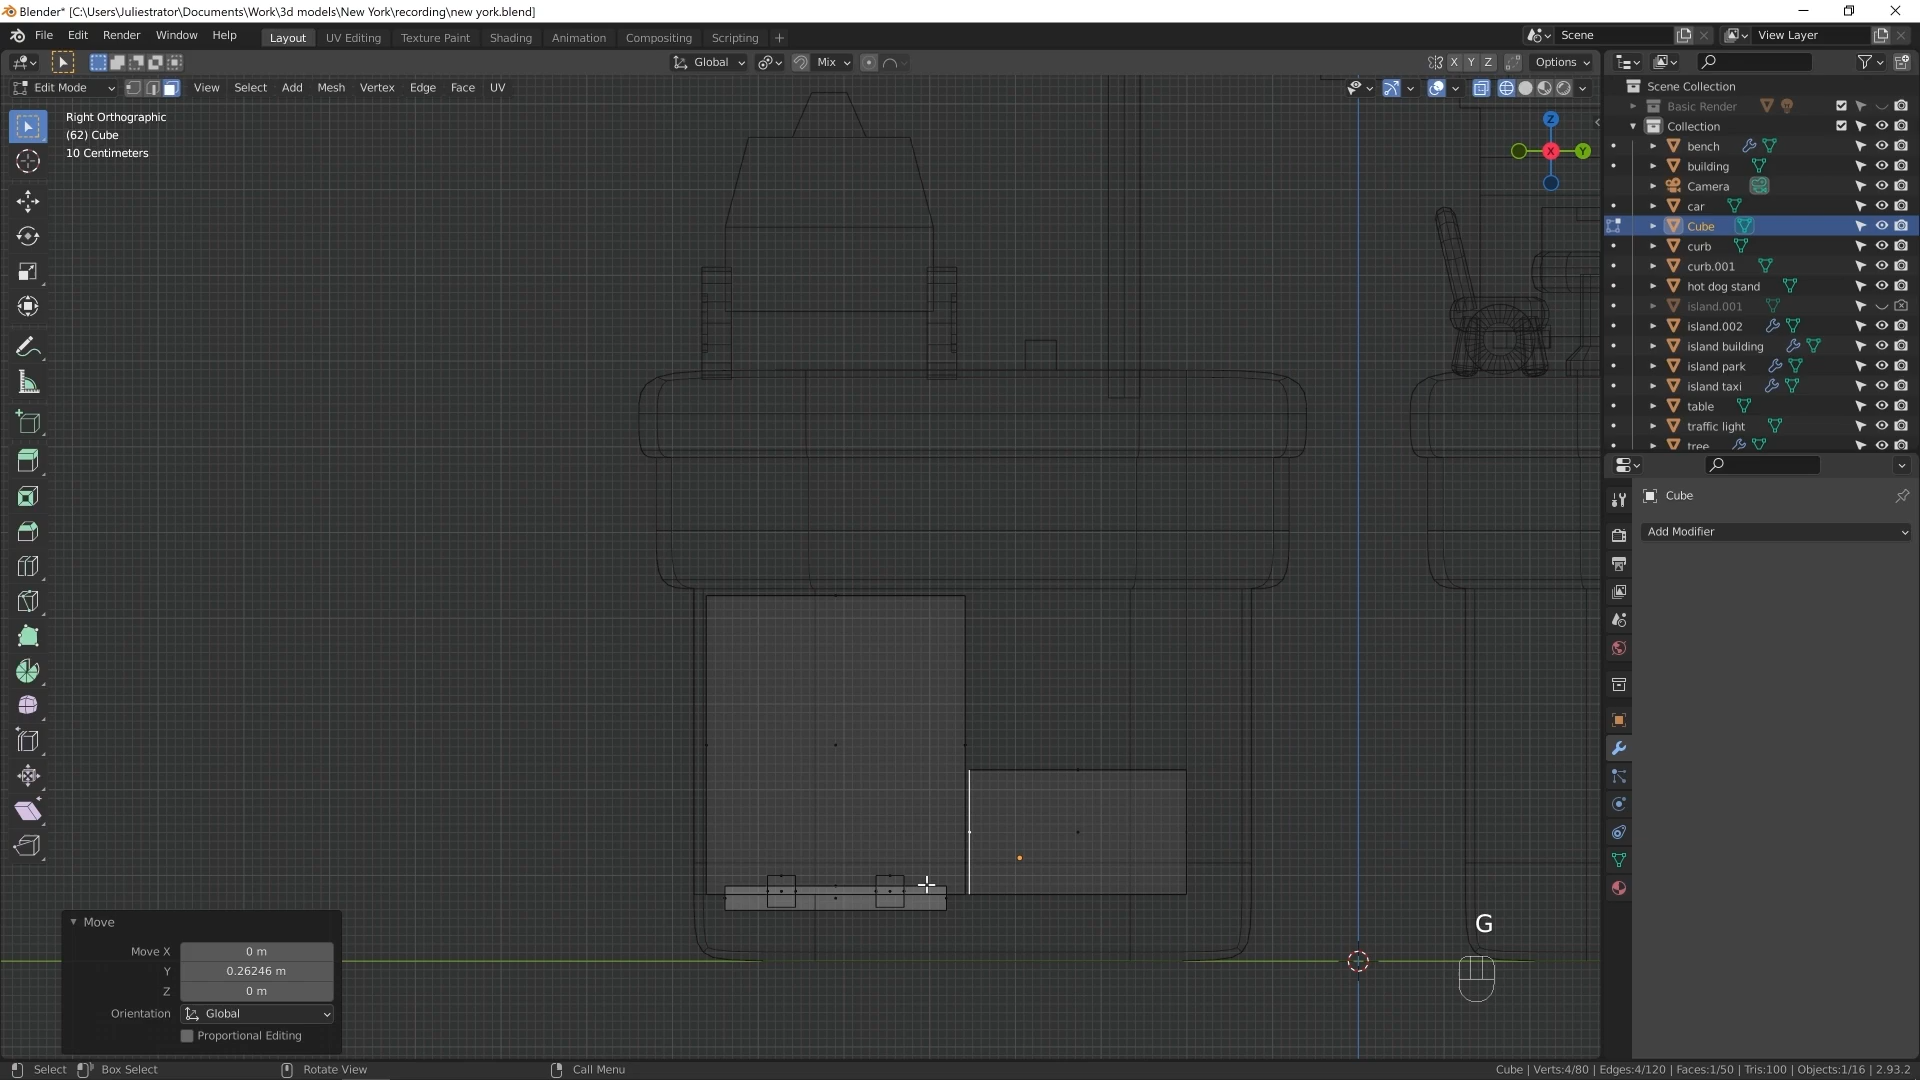 Blender* [C:\Users\Juliestrator\Documents\Work\3d models\New York\recording\new york.blend]
File Edit Render Window Help Layout UV Editing Texture Paint Shading Animation Compositing Scripting + Scene View Layer
Global Mix X Y Z Options
Edit Mode View Select Add Mesh Vertex Edge Face UV
Right Orthographic
(62) Cube
10 Centimeters
Z
X
Y
Scene Collection
Basic Render
Collection
bench
building
Camera
car
Cube
curb
curb.001
hot dog stand
island.001
island.002
island building
island park
island taxi
table
traffic light
tree
Cube
Add Modifier
G
Move
Move X 0 m
Y 0.26246 m
Z 0 m
Orientation Global
Proportional Editing
Select Box Select Rotate View Call Menu Cube | Verts:4/80 | Edges:4/120 | Faces:1/50 | Tris:100 | Objects:1/16 | 2.93.2